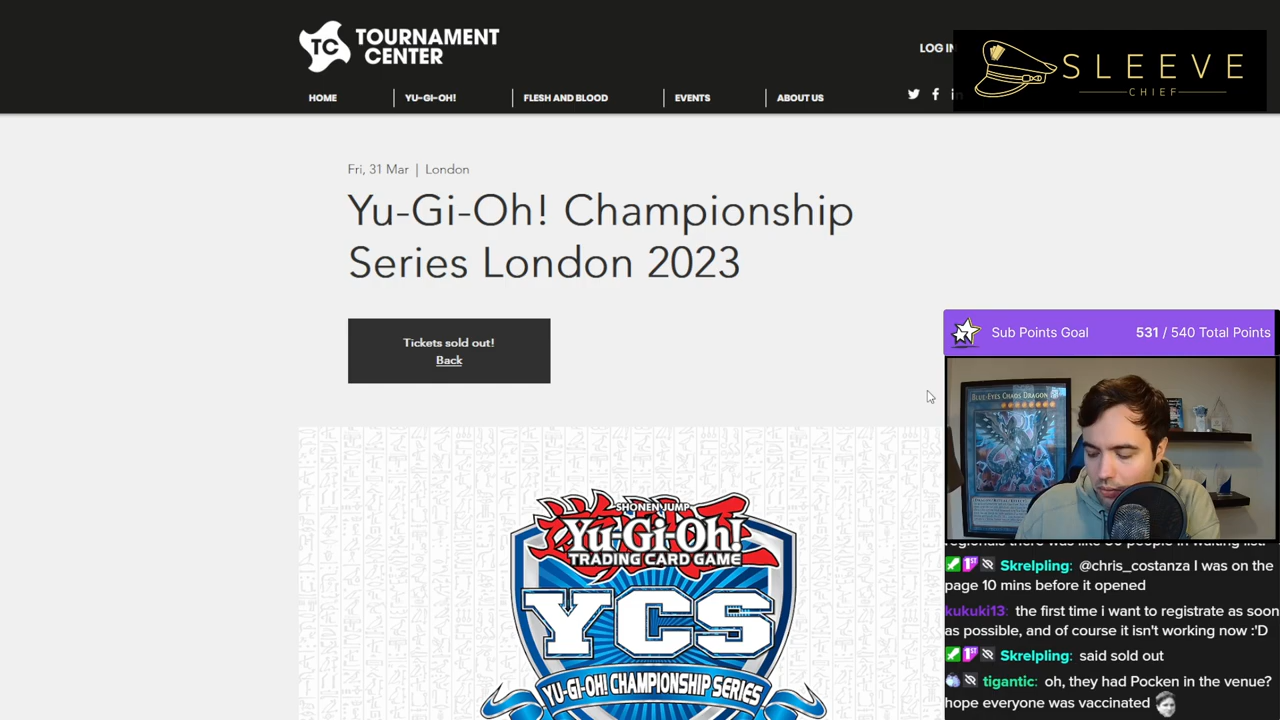 TC TOURNAMENT
CENTER
LOG IN
SLEEVE
CHIEF
HOME
YU-GI-OH!
FLESH AND BLOOD
EVENTS
ABOUT US
Fri, 31 Mar | London
Yu-Gi-Oh! Championship
Series London 2023
Tickets sold out!
Back
Sub Points Goal 531 / 540 Total Points
BLUE-EYES CHAOS DRAGON
SHONEN JUMP
Yu-Gi-Oh!
TRADING CARD GAME
YCS
YU-GI-OH! CHAMPIONSHIP SERIES
Skrelpling: @chris_costanza I was on the
page 10 mins before it opened
kukuki13: the first time i want to registrate as soon
as possible, and of course it isn't working now :'D
Skrelpling: said sold out
tigantic: oh, they had Pocken in the venue?
hope everyone was vaccinated